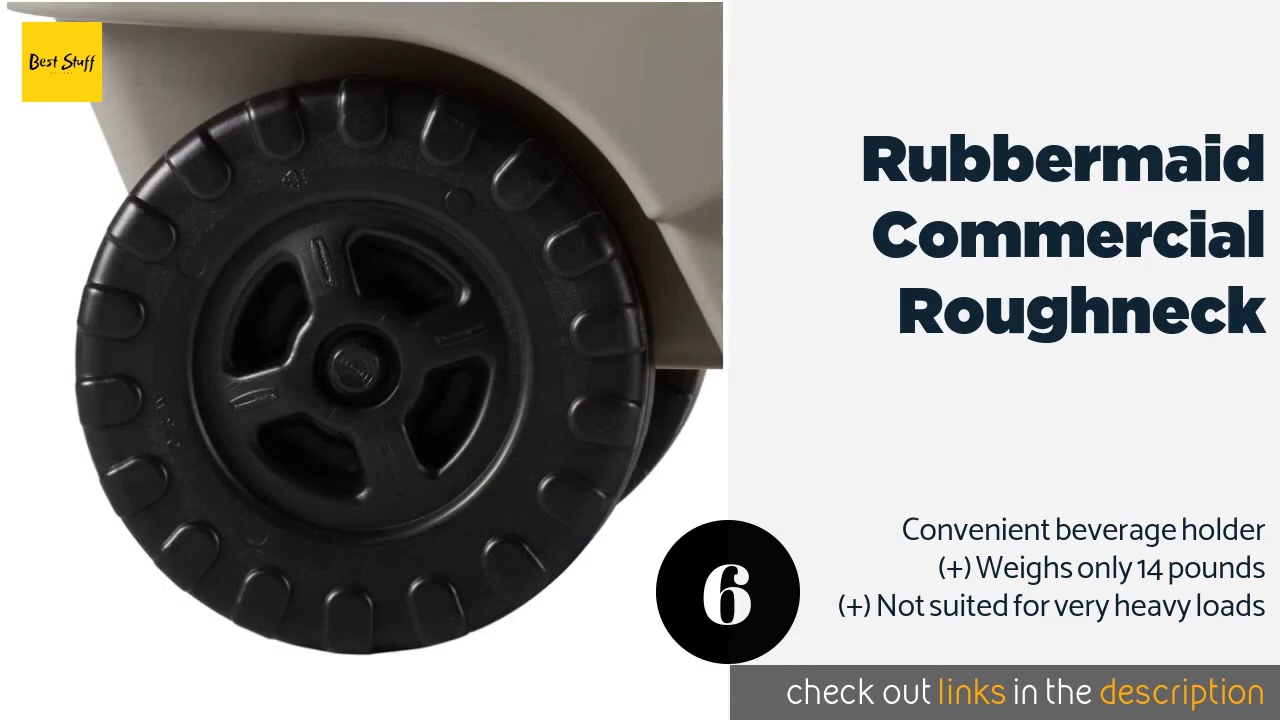 Best Stuff
Rubbermaid
Commercial
Roughneck
Convenient beverage holder
(+) Weighs only 14 pounds
(+) Not suited for very heavy loads
6
check out links in the description